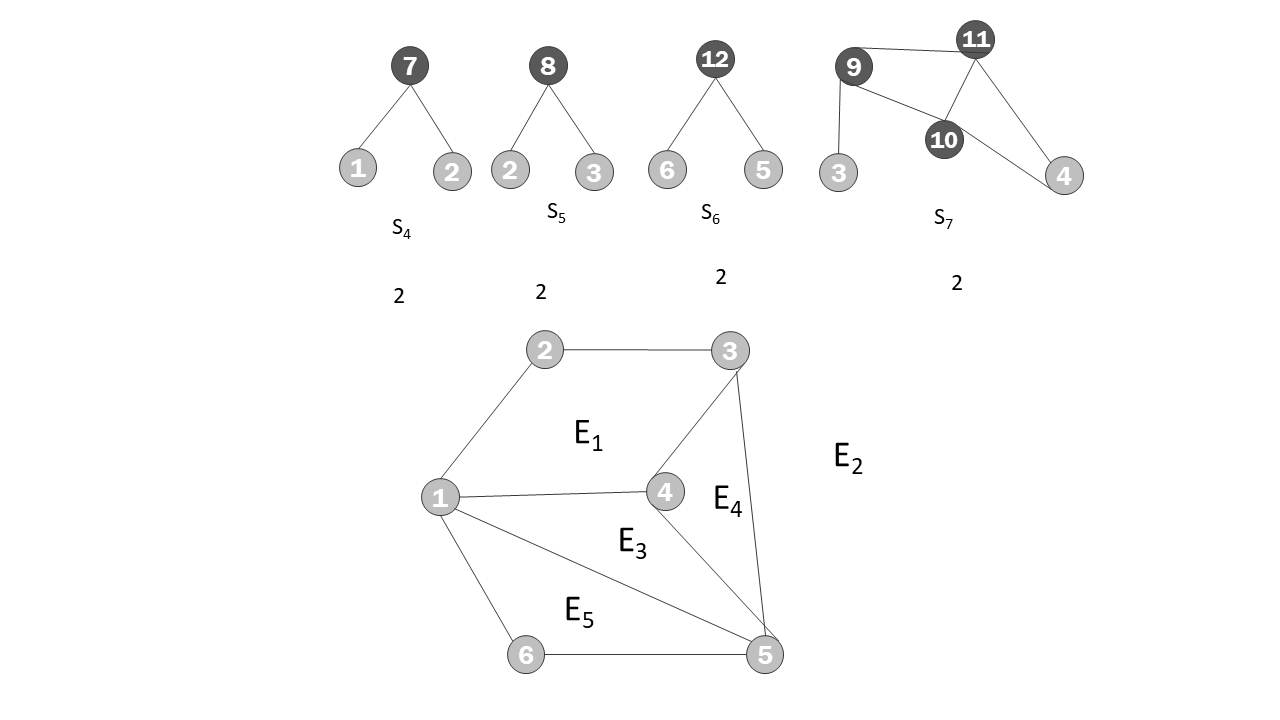 7 8 12 9 11
10
1 2 2 3 6 5 3 4
S₄ S₅ S₆ S₇
2 2 2 2
2 3
E₁ E₂
1 4 E₄
E₃
E₅
6 5